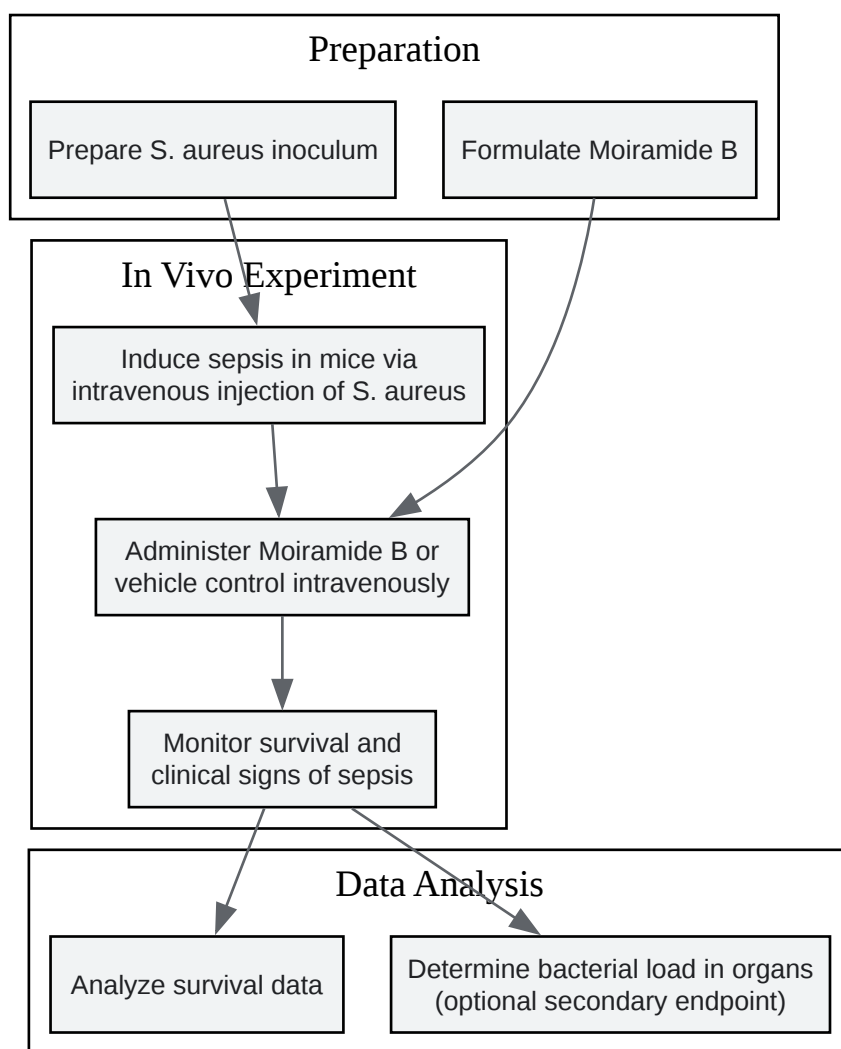 Preparation
Prepare S. aureus inoculum
Formulate Moiramide B
In Vivo Experiment
Induce sepsis in mice via
intravenous injection of S. aureus
Administer Moiramide B or
vehicle control intravenously
Monitor survival and
clinical signs of sepsis
Data Analysis
Analyze survival data
Determine bacterial load in organs
(optional secondary endpoint)